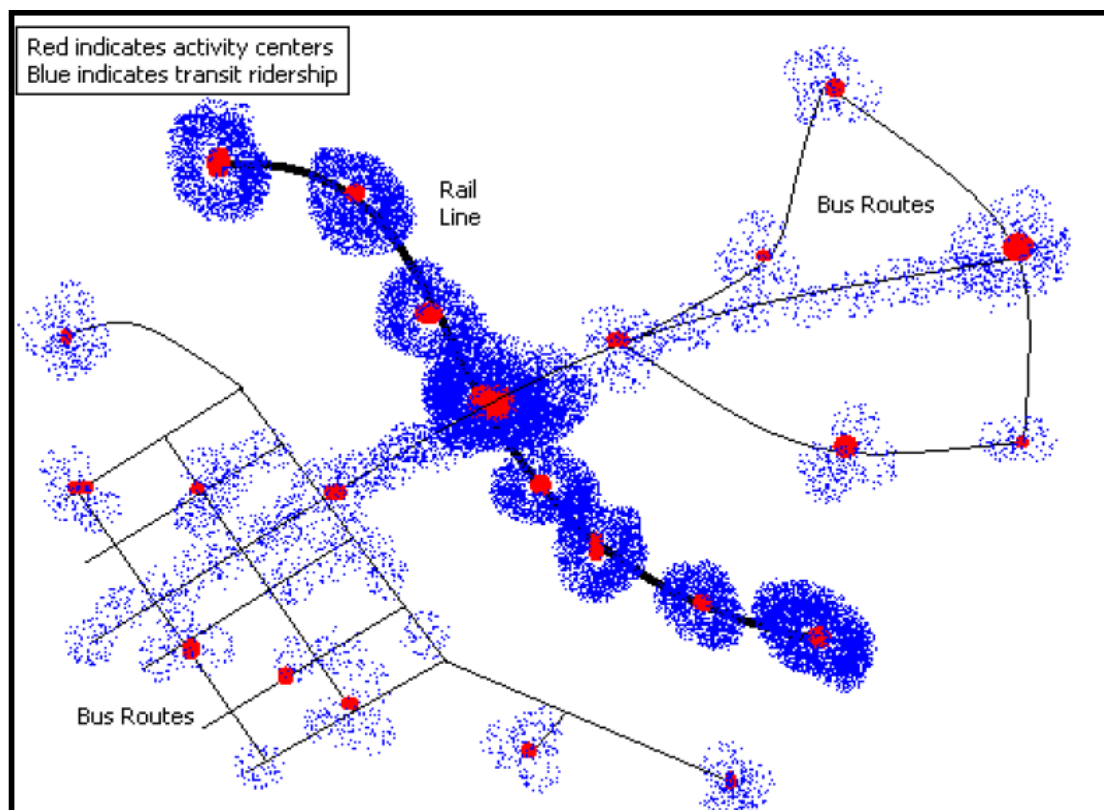 Red indicates activity centers
Blue indicates transit ridership
Rail
Line
Bus Routes
Bus Routes